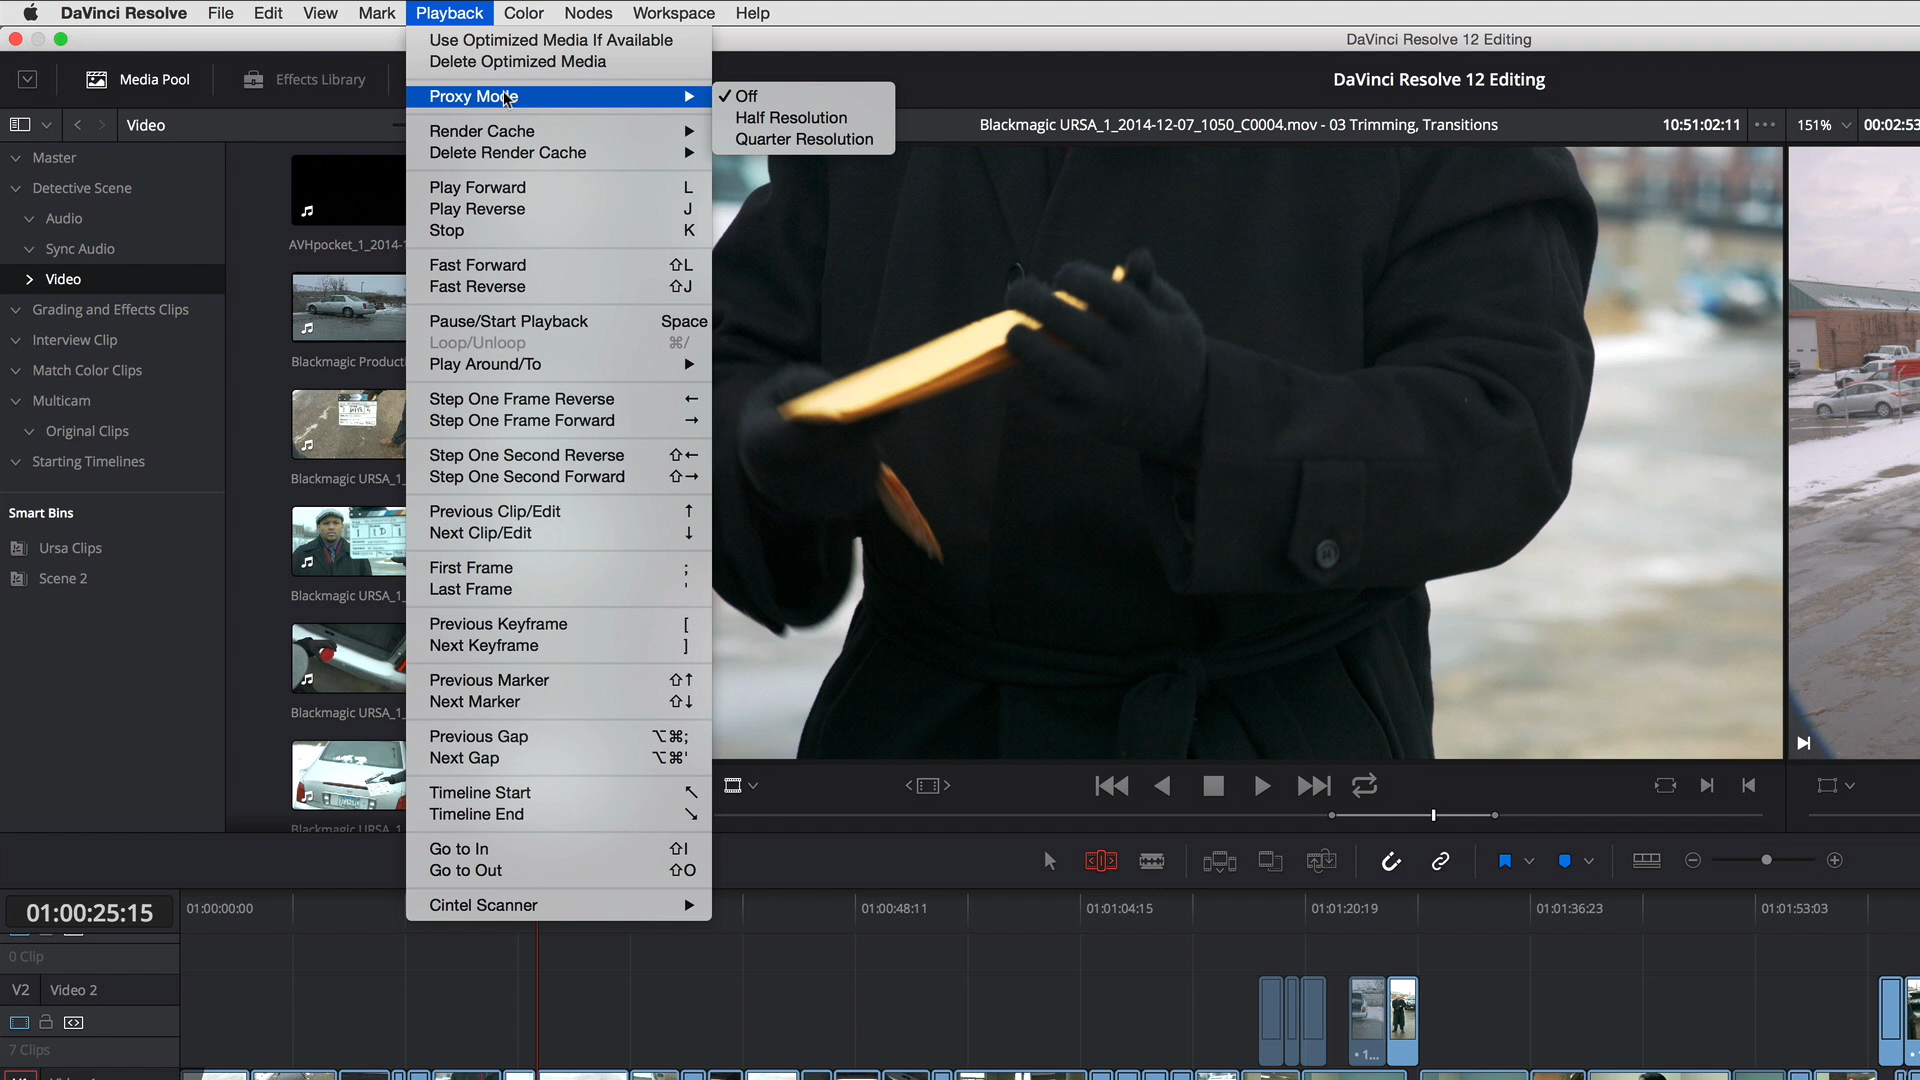 DaVinci Resolve File Edit View Mark Playback Color Nodes Workspace Help
DaVinci Resolve 12 Editing
Media Pool Effects Library
DaVinci Resolve 12 Editing
Video
Blackmagic URSA_1_2014-12-07_1050_C0004.mov - 03 Trimming, Transitions 10:51:02:11 151% 00:02:53
Master
Detective Scene
Audio
Sync Audio
Video
Grading and Effects Clips
Interview Clip
Match Color Clips
Multicam
Original Clips
Starting Timelines
Smart Bins
Ursa Clips
Scene 2
AVHpocket_1_2014-1
Blackmagic Producti
Blackmagic URSA_1_
Blackmagic URSA_1_
Blackmagic URSA_1_
Blackmagic URSA_1
Use Optimized Media If Available
Delete Optimized Media
Proxy Mode ▶
Render Cache ▶
Delete Render Cache ▶
Play Forward L
Play Reverse J
Stop K
Fast Forward ⇧L
Fast Reverse ⇧J
Pause/Start Playback Space
Loop/Unloop ⌘/
Play Around/To ▶
Step One Frame Reverse ←
Step One Frame Forward →
Step One Second Reverse ⇧←
Step One Second Forward ⇧→
Previous Clip/Edit ↑
Next Clip/Edit ↓
First Frame ;
Last Frame '
Previous Keyframe [
Next Keyframe ]
Previous Marker ⇧↑
Next Marker ⇧↓
Previous Gap ⌥⌘;
Next Gap ⌥⌘'
Timeline Start ↖
Timeline End ↘
Go to In ⇧I
Go to Out ⇧O
Cintel Scanner ▶
✓ Off
Half Resolution
Quarter Resolution
01:00:25:15 01:00:00:00 01:00:48:11 01:01:04:15 01:01:20:19 01:01:36:23 01:01:53:03
0 Clip
V2 Video 2
7 Clips
1...